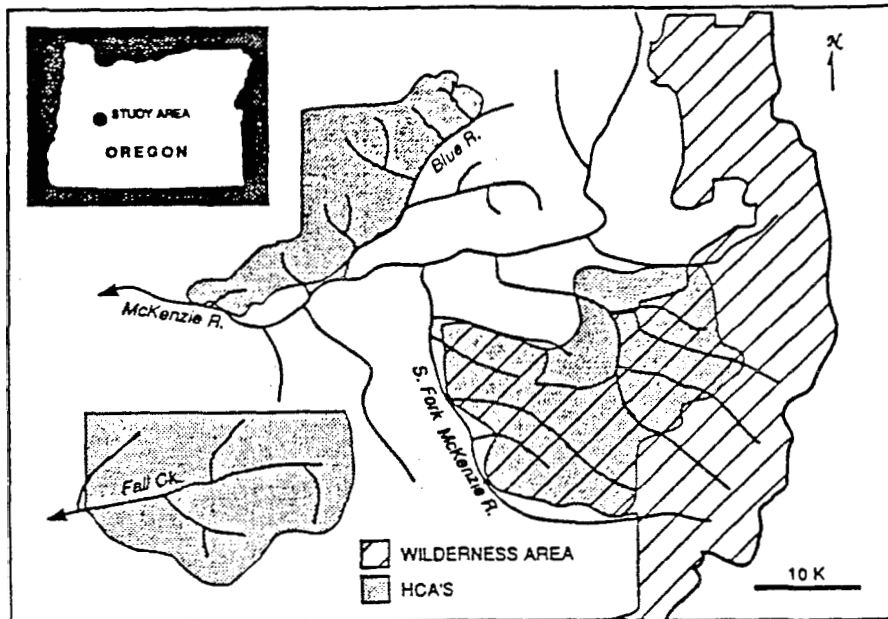 STUDY AREA
OREGON
N
Blue R.
McKenzie R.
S. Fork McKenzie R.
Fall Ck.
WILDERNESS AREA
HCA'S
10 K